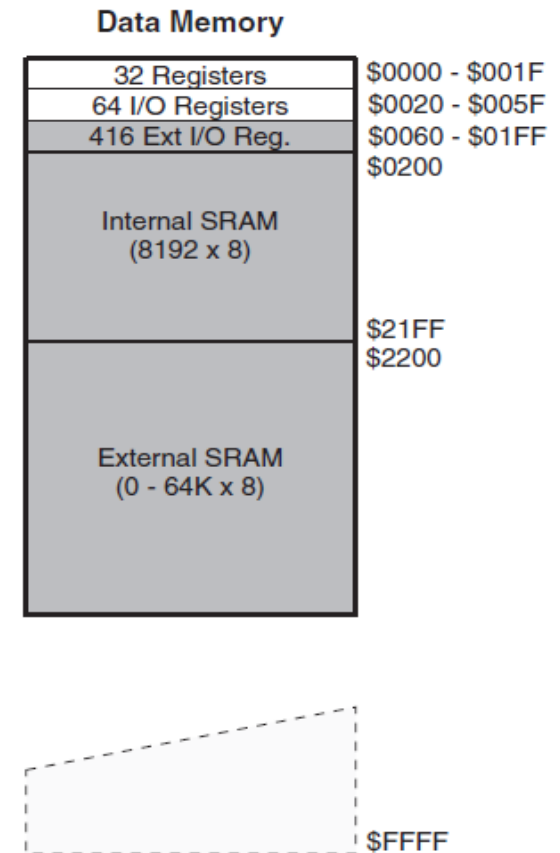 Data Memory
32 Registers
$0000 - $001F
64 I/O Registers
$0020 - $005F
416 Ext I/O Reg.
$0060 - $01FF
$0200
Internal SRAM
(8192 x 8)
$21FF
$2200
External SRAM
(0 - 64K x 8)
$FFFF